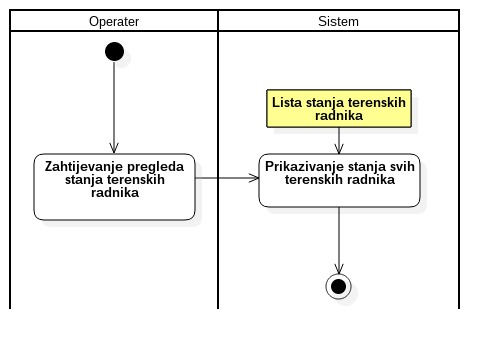 Operater
Sistem
Lista stanja terenskih
radnika
Zahtijevanje pregleda
stanja terenskih
radnika
Prikazivanje stanja svih
terenskih radnika